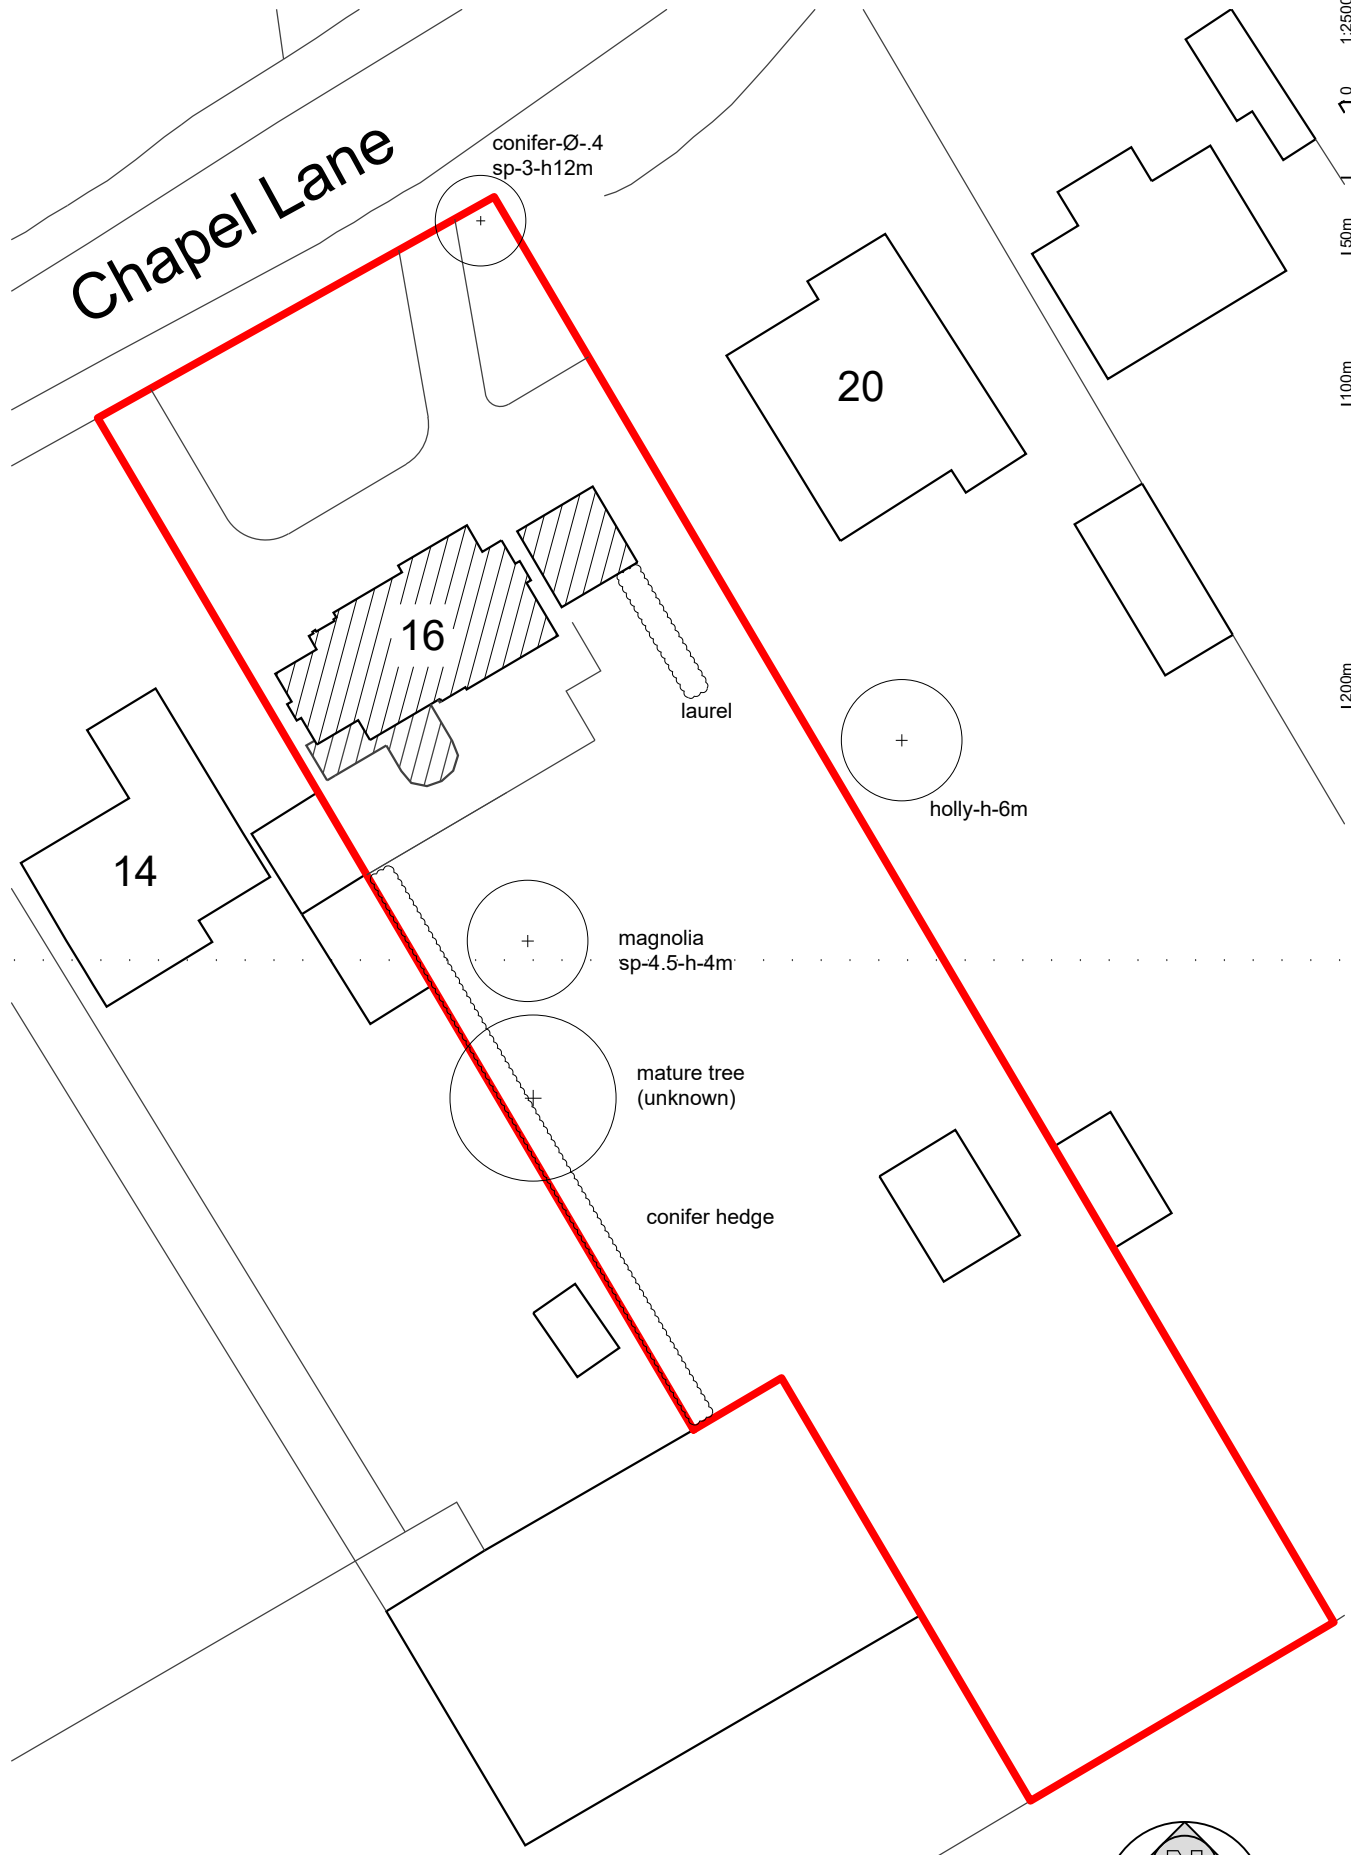 Chapel Lane
conifer-Ø-.4
sp-3-h12m
20
16
laurel
14
holly-h-6m
magnolia
sp-4.5-h-4m
mature tree
(unknown)
conifer hedge
1:2500
50m
100m
200m